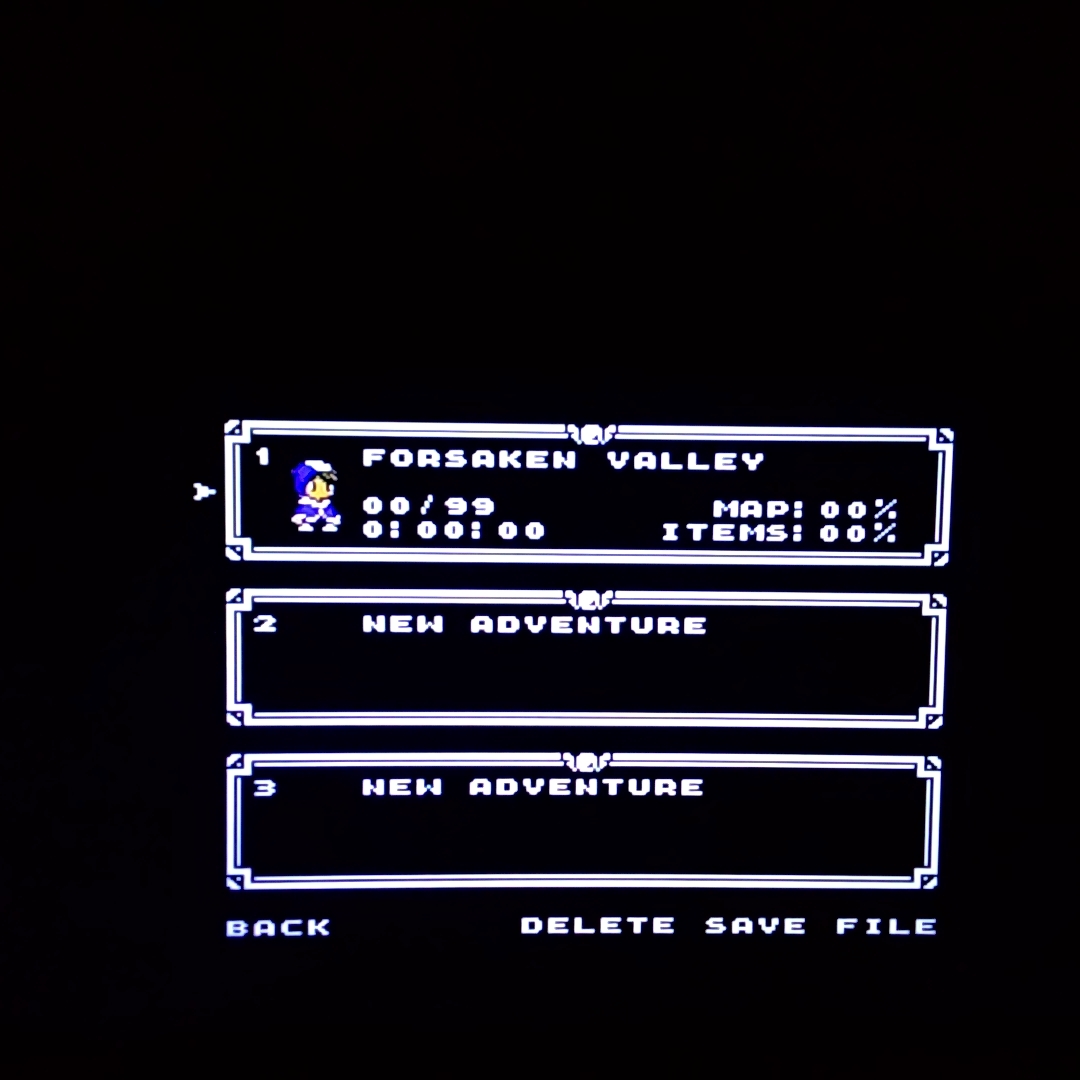 1 FORSAKEN VALLEY
00/99 MAP: 00%
0:00:00 ITEMS: 00%
2 NEW ADVENTURE
3 NEW ADVENTURE
BACK DELETE SAVE FILE